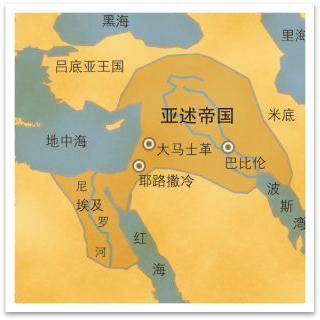 黑海
里海
吕底亚王国
亚述帝国
米底
地中海
大马士革
巴比伦
耶路撒冷
波斯湾
尼罗河
埃及
红海